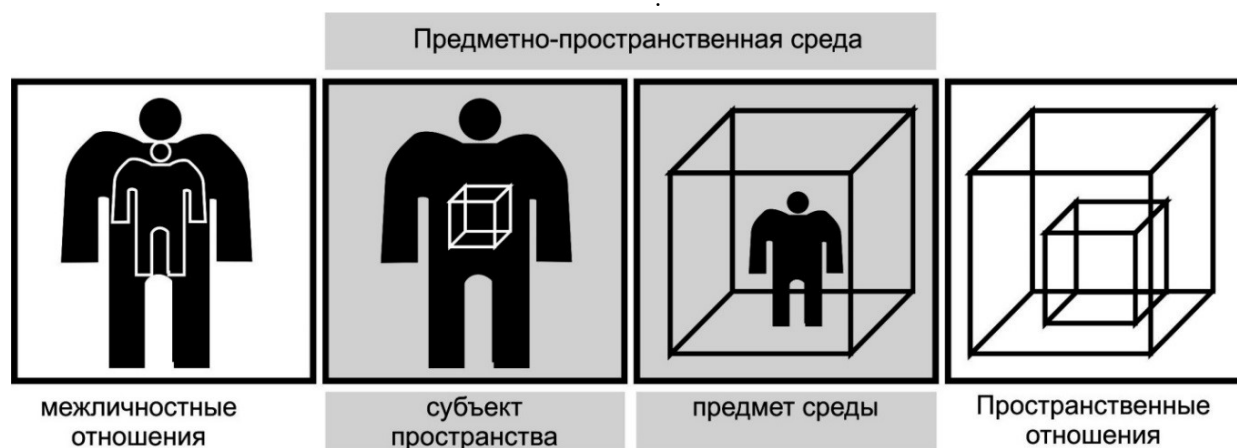 Предметно-пространственная среда
межличностные
отношения
субъект
пространства
предмет среды
Пространственные
отношения